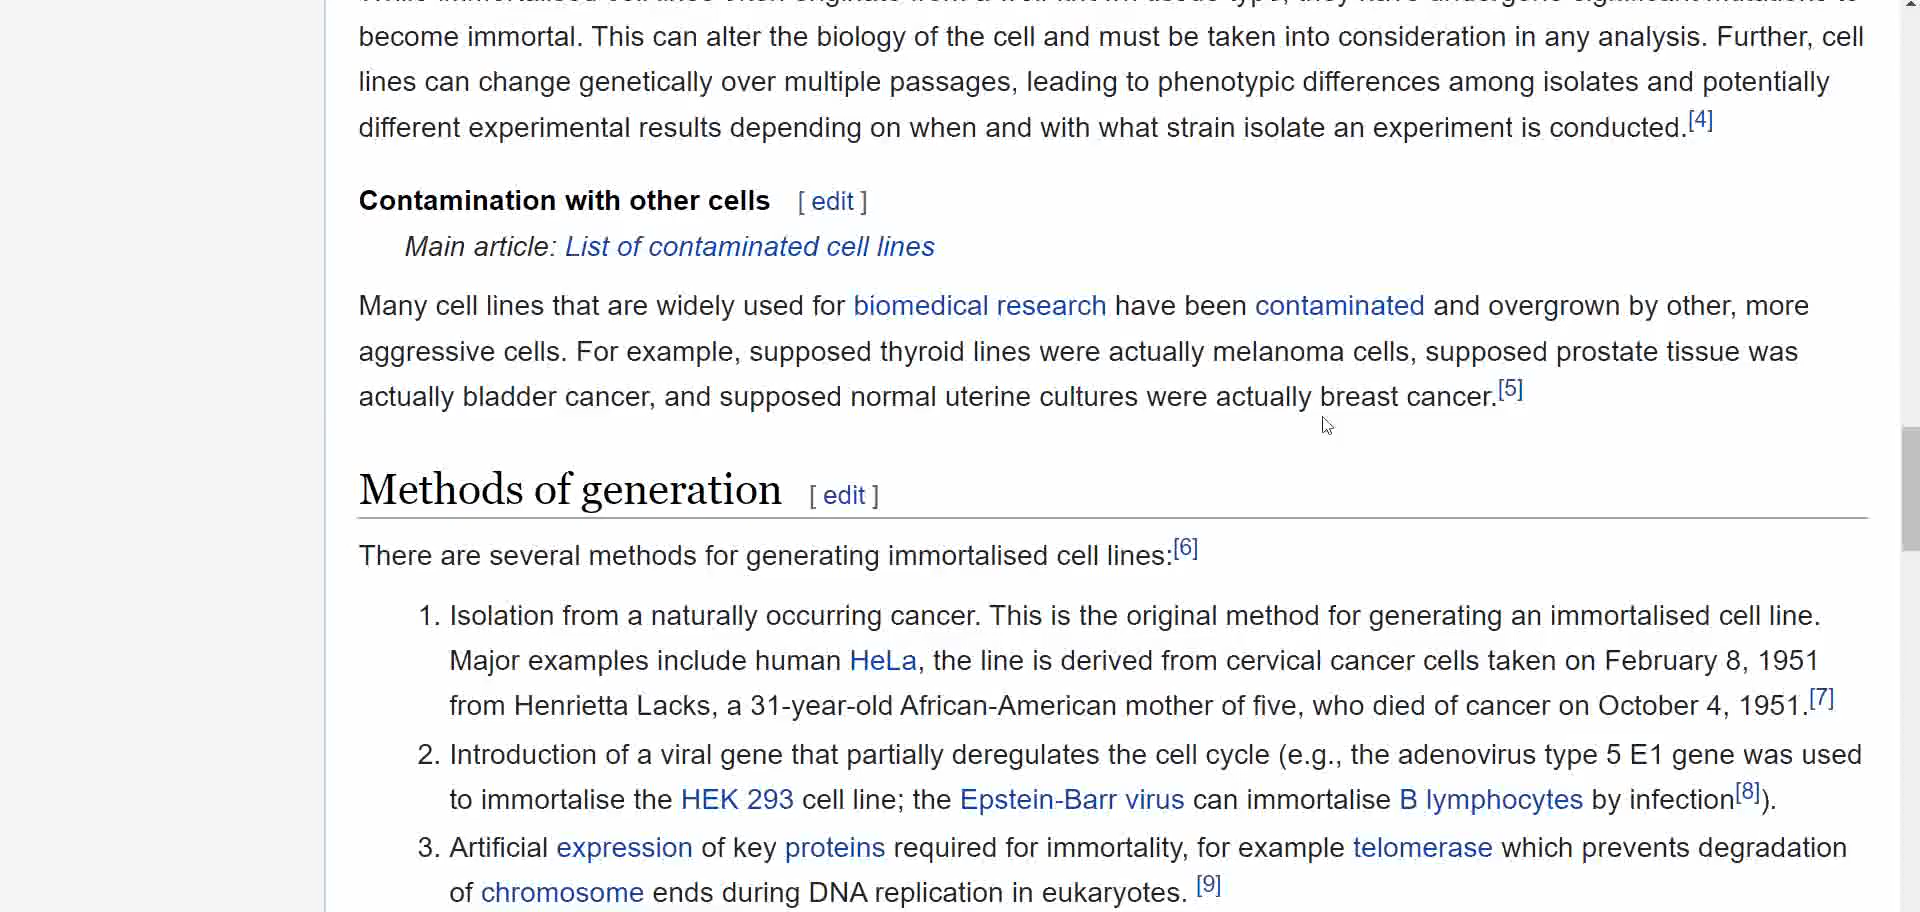 become immortal. This can alter the biology of the cell and must be taken into consideration in any analysis. Further, cell
lines can change genetically over multiple passages, leading to phenotypic differences among isolates and potentially
different experimental results depending on when and with what strain isolate an experiment is conducted.[4]
Contamination with other cells [ edit ]
Main article: List of contaminated cell lines
Many cell lines that are widely used for biomedical research have been contaminated and overgrown by other, more
aggressive cells. For example, supposed thyroid lines were actually melanoma cells, supposed prostate tissue was
actually bladder cancer, and supposed normal uterine cultures were actually breast cancer.[5]
Methods of generation [ edit ]
There are several methods for generating immortalised cell lines:[6]
1. Isolation from a naturally occurring cancer. This is the original method for generating an immortalised cell line.
Major examples include human HeLa, the line is derived from cervical cancer cells taken on February 8, 1951
from Henrietta Lacks, a 31-year-old African-American mother of five, who died of cancer on October 4, 1951.[7]
2. Introduction of a viral gene that partially deregulates the cell cycle (e.g., the adenovirus type 5 E1 gene was used
to immortalise the HEK 293 cell line; the Epstein-Barr virus can immortalise B lymphocytes by infection[8]).
3. Artificial expression of key proteins required for immortality, for example telomerase which prevents degradation
of chromosome ends during DNA replication in eukaryotes. [9]